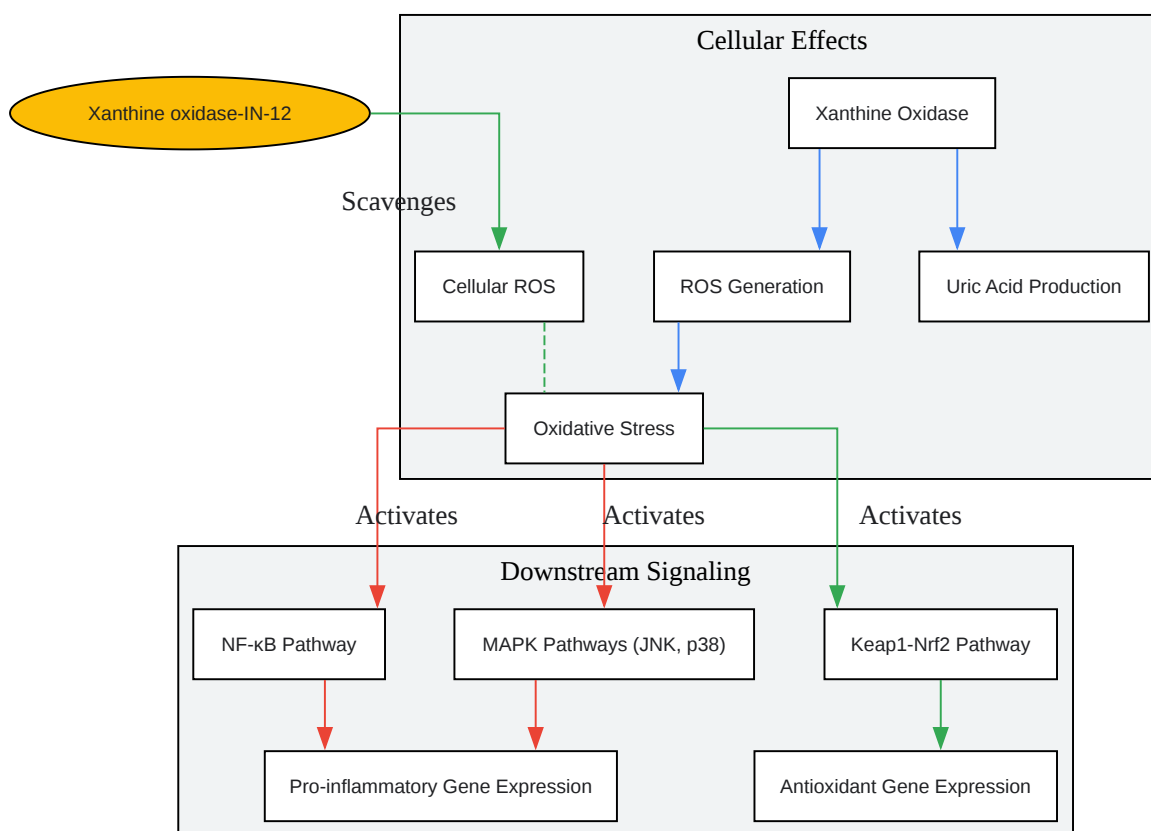 Cellular Effects
Xanthine oxidase-IN-12
Xanthine Oxidase
Scavenges
Cellular ROS
ROS Generation
Uric Acid Production
Oxidative Stress
Activates
Activates
Activates
Downstream Signaling
NF-κB Pathway
MAPK Pathways (JNK, p38)
Keap1-Nrf2 Pathway
Pro-inflammatory Gene Expression
Antioxidant Gene Expression